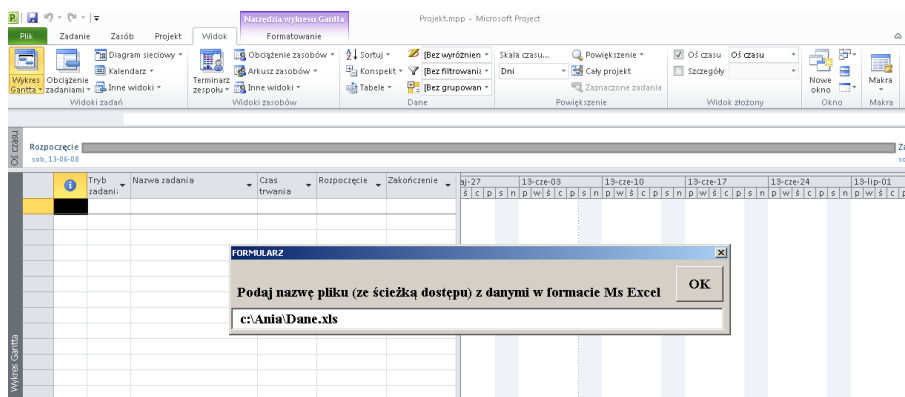 Narzędzia wykresu Gantta
Projekt.mpp - Microsoft Project
Plik Zadanie Zasób Projekt Widok Formatowanie
Diagram sieciowy Obciążenie zasobów Sortuj [Bez wyróżnien Skala czasu... Powiększenie Oś czasu Oś czasu
Kalendarz Arkusz zasobów Konspekt [Bez filtrowania Dni Cały projekt Szczegóły
Wykres Gantta Obciążenie zadaniami Inne widoki Terminarz zespołu Inne widoki Tabele [Bez grupowan Zaznaczone zadania Nowe okno Makra
Widoki zadań Widoki zasobów Dane Powiększenie Widok złożony Okno Makra
Oś czasu
Rozpoczęcie
sob, 13-06-08
Tryb zadani: Nazwa zadania Czas trwania Rozpoczęcie Zakończenie aj-27 13-cze-03 13-cze-10 13-cze-17 13-cze-24 13-lip-01
ś c p s n p w ś c p s n p w ś c p s n p w ś c p s n p w ś c p s n p w ś c
FORMULARZ
Podaj nazwę pliku (ze ścieżką dostępu) z danymi w formacie Ms Excel
OK
c:\Ania\Dane.xls
Wykres Gantta